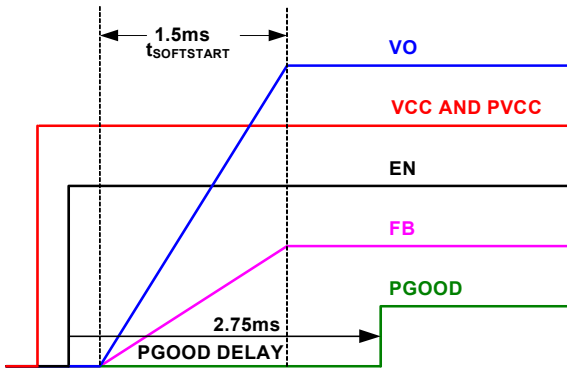 1.5ms
tSOFTSTART
VO
VCC AND PVCC
EN
FB
PGOOD
2.75ms
PGOOD DELAY